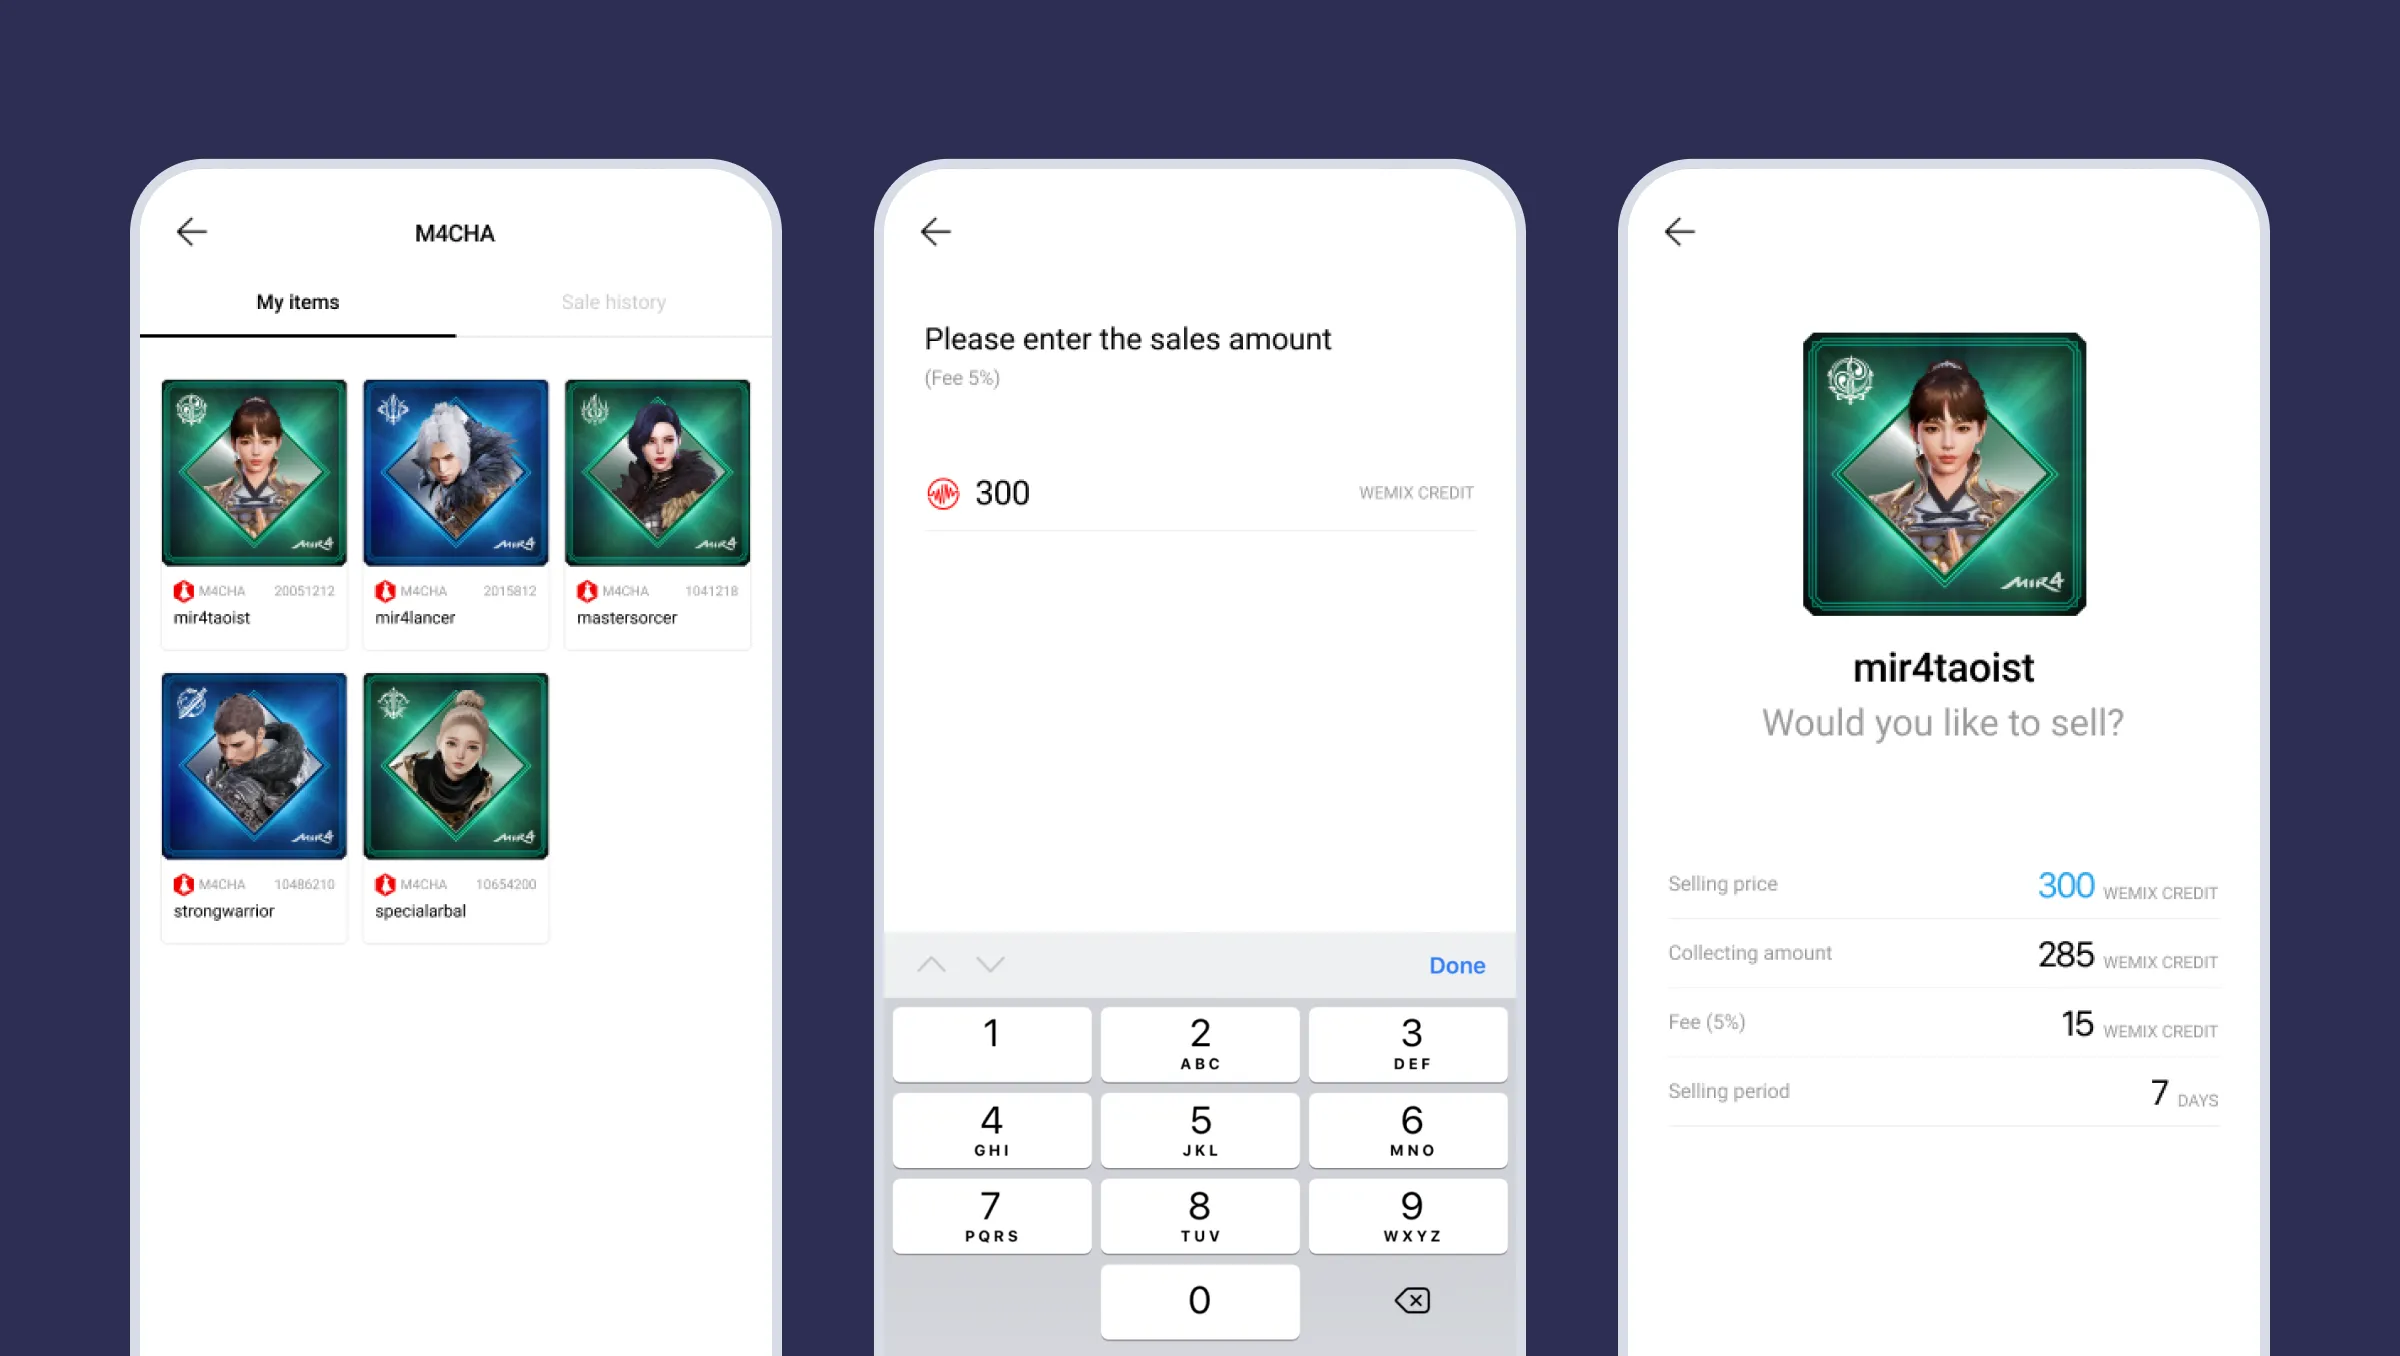 M4CHA
My items
Sale history
MIR4
MIR4
MIR4
M4CHA 20051212
mir4taoist
M4CHA 2015812
mir4lancer
M4CHA 1041218
mastersorcer
MIR4
MIR4
M4CHA 10486210
strongwarrior
M4CHA 10654200
specialarbal
Please enter the sales amount
(Fee 5%)
300 WEMIX CREDIT
Done
1
2
ABC
3
DEF
4
GHI
5
JKL
6
MNO
7
PQRS
8
TUV
9
WXYZ
0
MIR4
mir4taoist
Would you like to sell?
Selling price 300 WEMIX CREDIT
Collecting amount 285 WEMIX CREDIT
Fee (5%) 15 WEMIX CREDIT
Selling period 7 DAYS